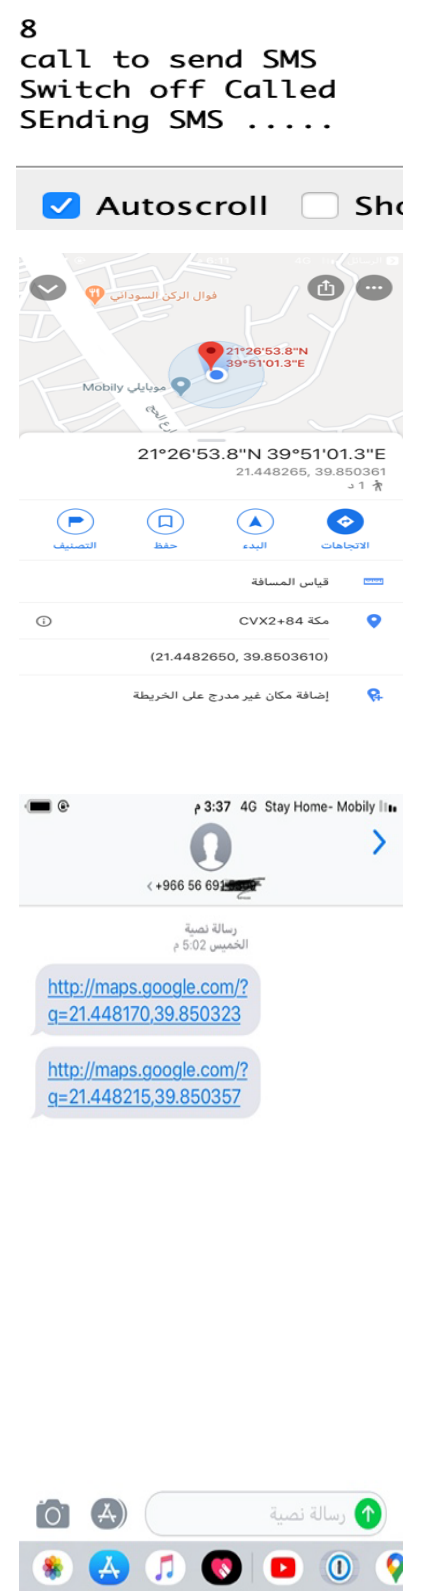 8
call to send SMS
Switch off Called
SEnding SMS .....
Autoscroll
فوال الركن السوداني
21°26'53.8"N
39°51'01.3"E
Mobily موبايلي
21°26'53.8"N 39°51'01.3"E
21.448265, 39.850361
1 د
الاتجاهات البدء حفظ التصنيف
قياس المسافة
CVX2+84 مكة
(21.4482650, 39.8503610)
إضافة مكان غير مدرج على الخريطة
3:37 م 4G Stay Home- Mobily
+966 56 691
رسالة نصية
الخميس 5:02 م
http://maps.google.com/?
q=21.448170,39.850323
http://maps.google.com/?
q=21.448215,39.850357
رسالة نصية